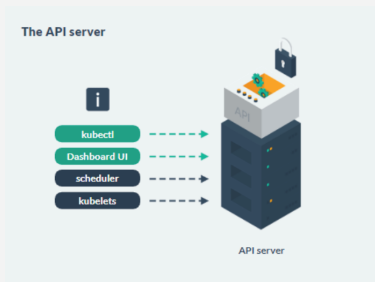 The API server
i
kubectl
Dashboard UI
scheduler
kubelets
API
API server